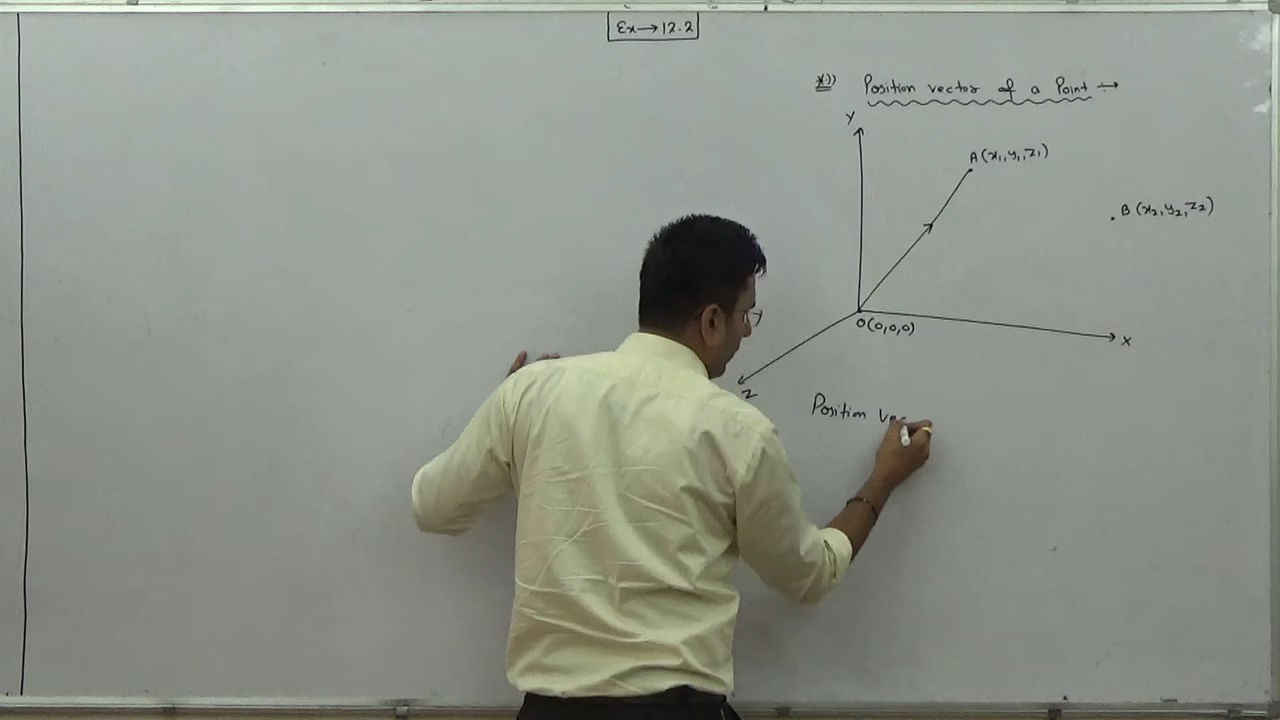 Ex→12.2
*)) Position vector of a Point →
Y
A(x₁,y₁,z₁)
B(x₂,y₂,z₂)
O(0,0,0)
X
Z
Position Vec